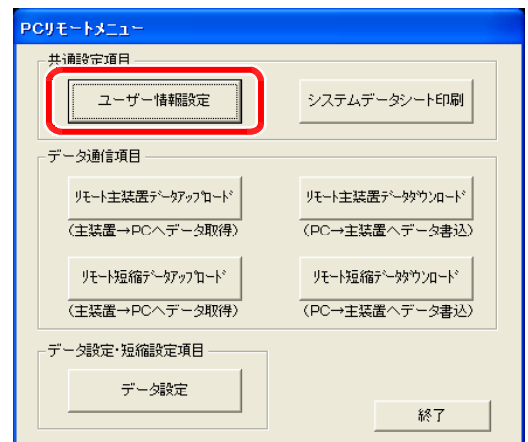 PCリモートメニュー
共通設定項目
ユーザー情報設定 システムデータシート印刷
データ通信項目
ﾘﾓｰﾄ主装置ﾃﾞｰﾀｱｯﾌﾟﾛｰﾄﾞ ﾘﾓｰﾄ主装置ﾃﾞｰﾀﾀﾞｳﾝﾛｰﾄﾞ
(主装置→PCへデータ取得) (PC→主装置へデータ書込)
ﾘﾓｰﾄ短縮ﾃﾞｰﾀｱｯﾌﾟﾛｰﾄﾞ ﾘﾓｰﾄ短縮ﾃﾞｰﾀﾀﾞｳﾝﾛｰﾄﾞ
(主装置→PCへデータ取得) (PC→主装置へデータ書込)
データ設定・短縮設定項目
データ設定
終了